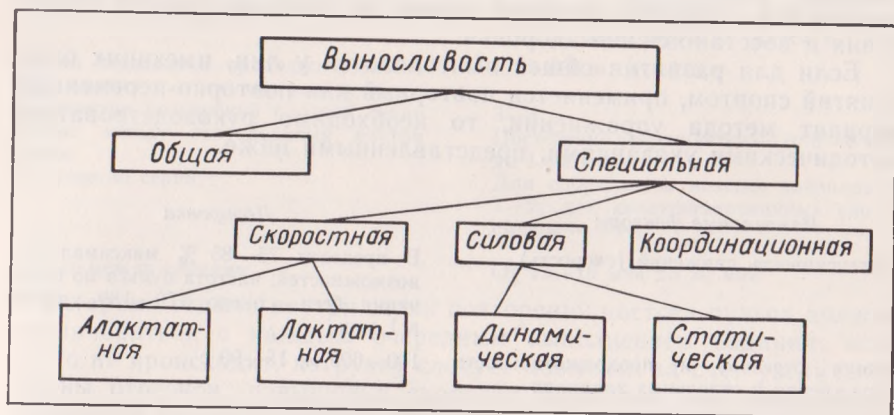 Выносливость
Общая
Специальная
Скоростная
Силовая
Координационная
Алактат-
ная
Лактат-
ная
Динами-
ческая
Стати-
ческая